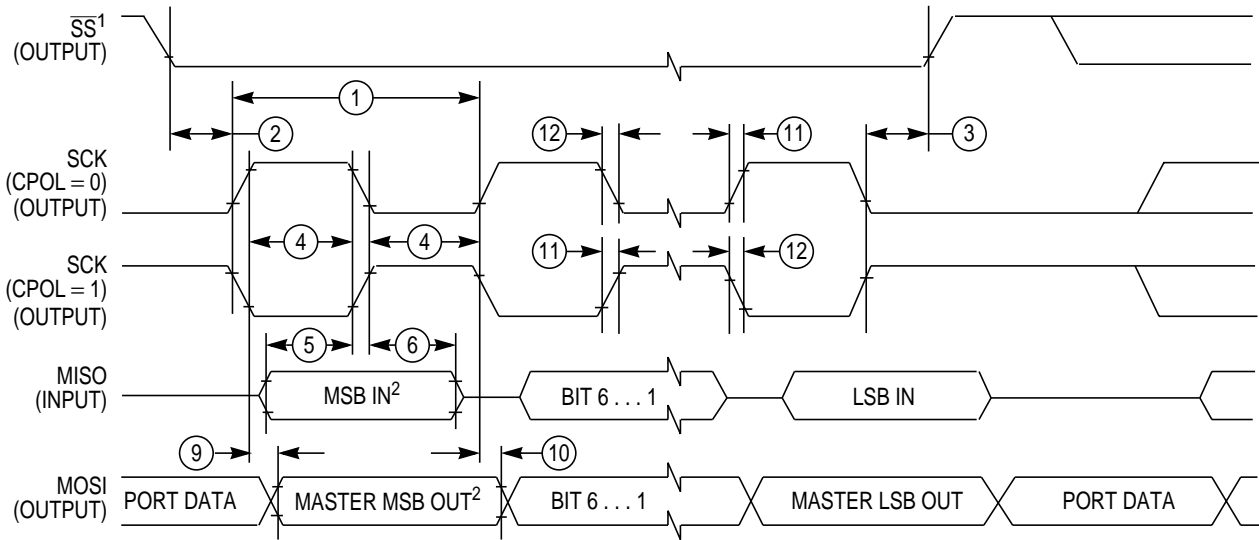 SS¹
(OUTPUT)
1
2
12
11
3
SCK
(CPOL = 0)
(OUTPUT)
4
4
11
12
SCK
(CPOL = 1)
(OUTPUT)
5
6
MISO
(INPUT)
MSB IN²
BIT 6 . . . 1
LSB IN
9
10
MOSI
(OUTPUT)
PORT DATA
MASTER MSB OUT²
BIT 6 . . . 1
MASTER LSB OUT
PORT DATA